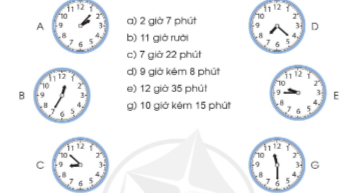 A
a) 2 giờ 7 phút
D
b) 11 giờ rưỡi
c) 7 giờ 22 phút
d) 9 giờ kém 8 phút
B
e) 12 giờ 35 phút
E
g) 10 giờ kém 15 phút
C
G